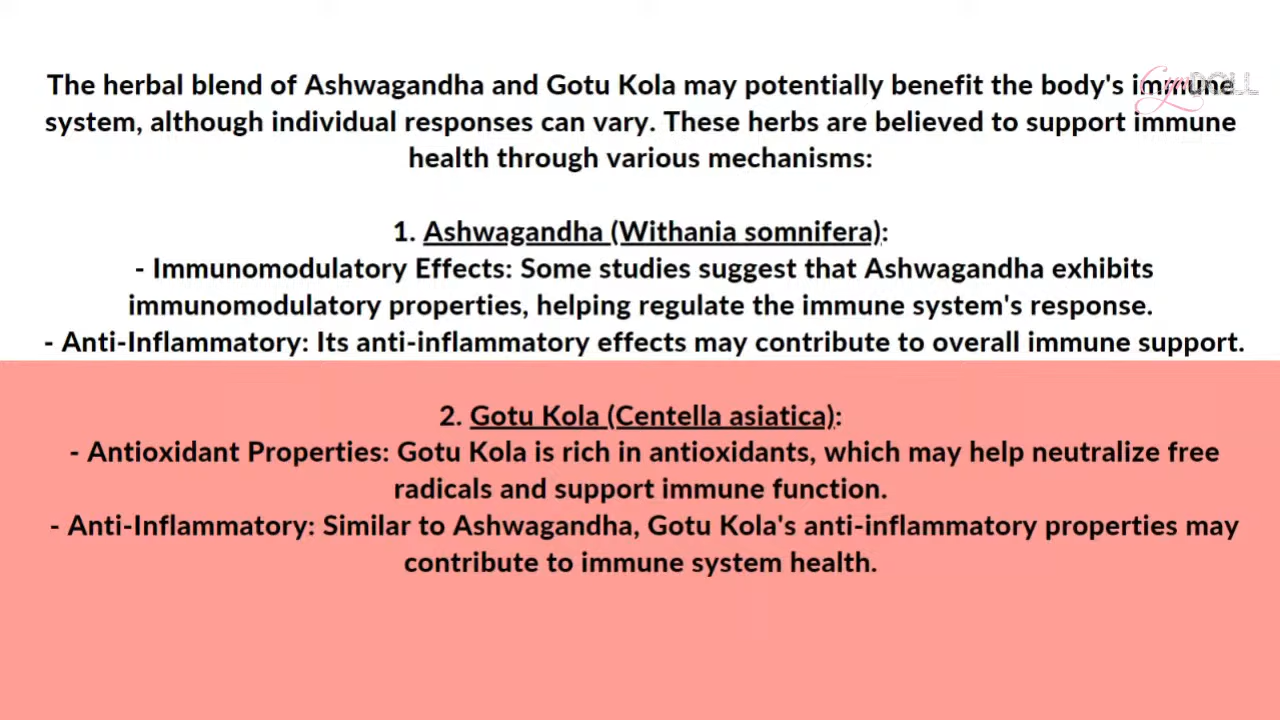 The herbal blend of Ashwagandha and Gotu Kola may potentially benefit the body's immune
system, although individual responses can vary. These herbs are believed to support immune
health through various mechanisms:
1. Ashwagandha (Withania somnifera):
- Immunomodulatory Effects: Some studies suggest that Ashwagandha exhibits
immunomodulatory properties, helping regulate the immune system's response.
- Anti-Inflammatory: Its anti-inflammatory effects may contribute to overall immune support.
2. Gotu Kola (Centella asiatica):
- Antioxidant Properties: Gotu Kola is rich in antioxidants, which may help neutralize free
radicals and support immune function.
- Anti-Inflammatory: Similar to Ashwagandha, Gotu Kola's anti-inflammatory properties may
contribute to immune system health.